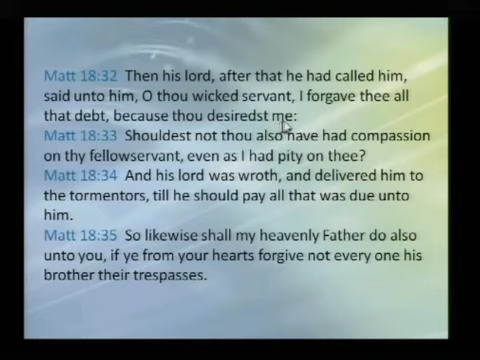 Matt 18:32 Then his lord, after that he had called him,
said unto him, O thou wicked servant, I forgave thee all
that debt, because thou desiredst me:
Matt 18:33 Shouldest not thou also have had compassion
on thy fellowservant, even as I had pity on thee?
Matt 18:34 And his lord was wroth, and delivered him to
the tormentors, till he should pay all that was due unto
him.
Matt 18:35 So likewise shall my heavenly Father do also
unto you, if ye from your hearts forgive not every one his
brother their trespasses.